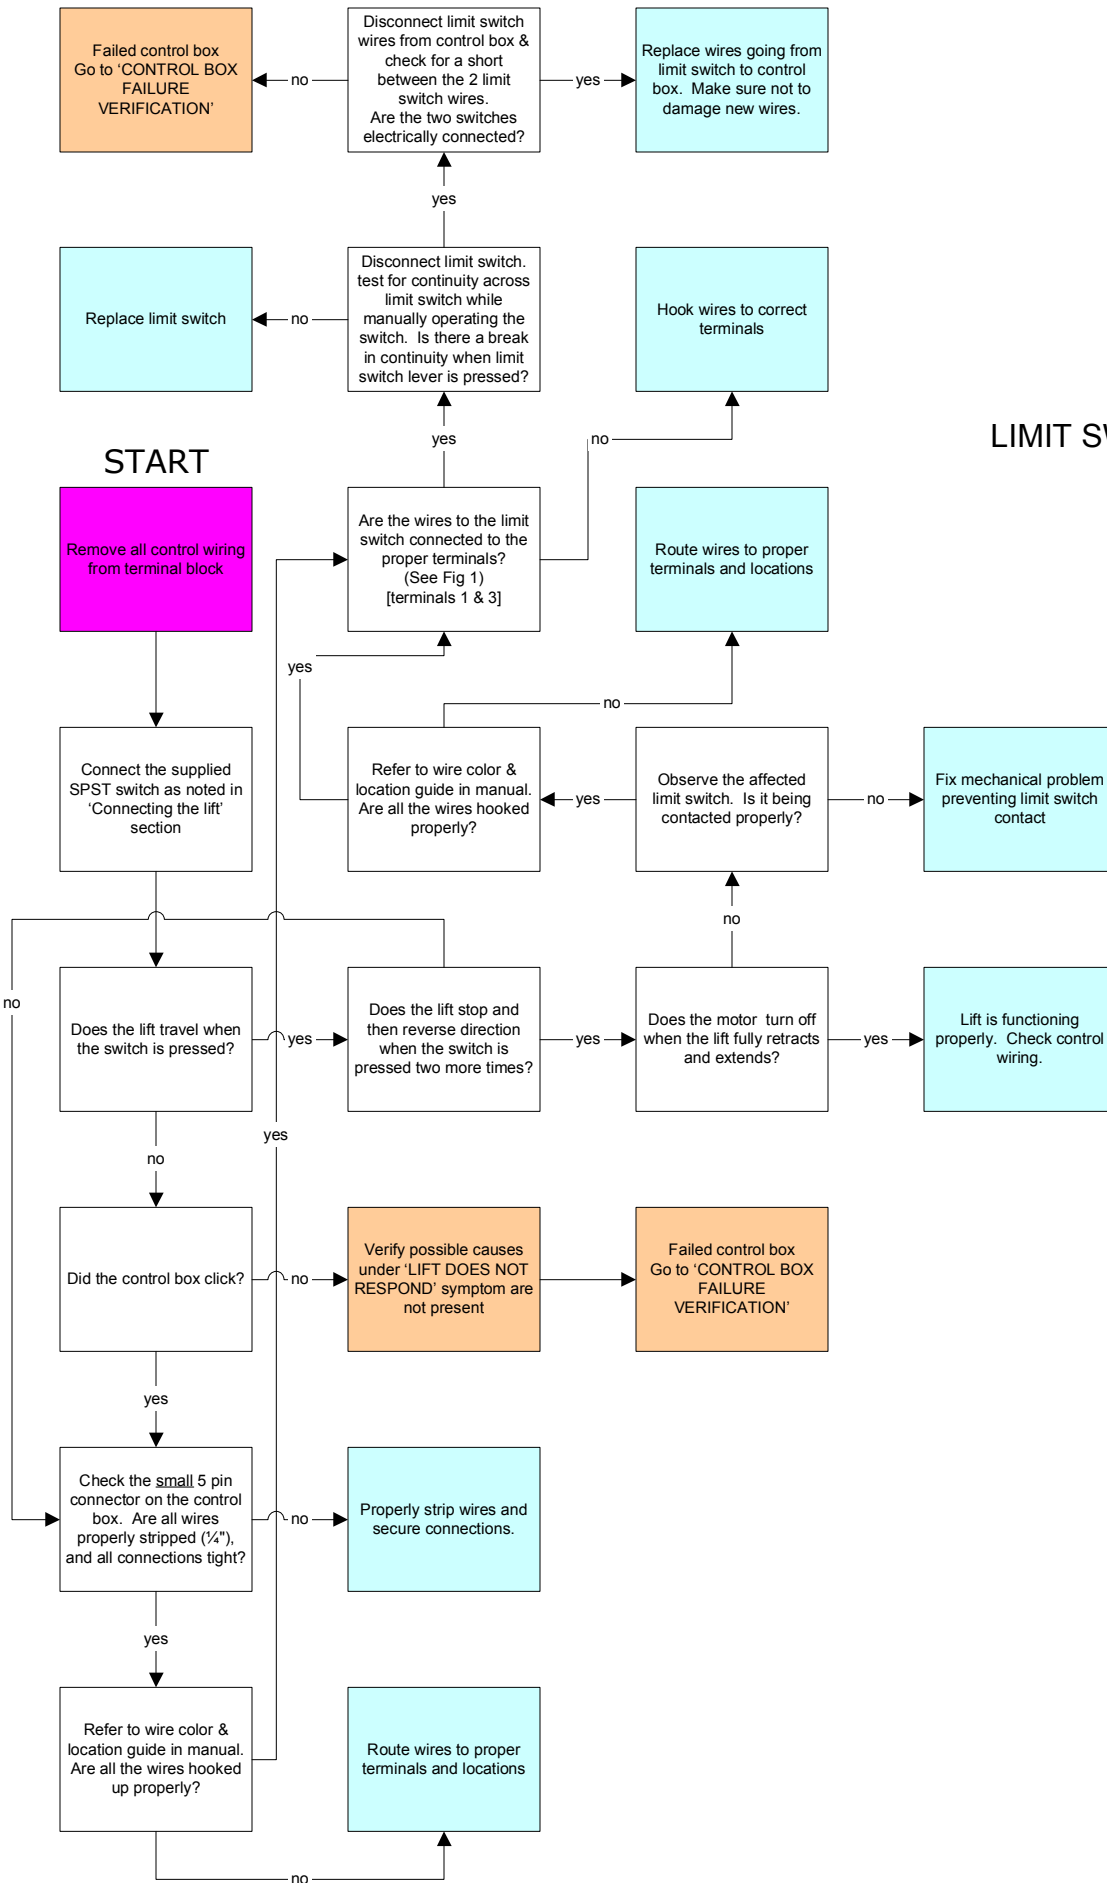 Failed control box
Go to ‘CONTROL BOX
FAILURE
VERIFICATION’
no
Disconnect limit switch
wires from control box &
check for a short
between the 2 limit
switch wires.
Are the two switches
electrically connected?
yes
Replace wires going from
limit switch to control
box. Make sure not to
damage new wires.
yes
Replace limit switch
no
Disconnect limit switch.
test for continuity across
limit switch while
manually operating the
switch. Is there a break
in continuity when limit
switch lever is pressed?
Hook wires to correct
terminals
yes
no
LIMIT SW
START
Remove all control wiring
from terminal block
Are the wires to the limit
switch connected to the
proper terminals?
(See Fig 1)
[terminals 1 & 3]
Route wires to proper
terminals and locations
yes
no
Connect the supplied
SPST switch as noted in
‘Connecting the lift’
section
Refer to wire color &
location guide in manual.
Are all the wires hooked
properly?
yes
Observe the affected
limit switch. Is it being
contacted properly?
no
Fix mechanical problem
preventing limit switch
contact
no
no
Does the lift travel when
the switch is pressed?
yes
Does the lift stop and
then reverse direction
when the switch is
pressed two more times?
yes
Does the motor turn off
when the lift fully retracts
and extends?
yes
Lift is functioning
properly. Check control
wiring.
yes
no
Did the control box click?
no
Verify possible causes
under ‘LIFT DOES NOT
RESPOND’ symptom are
not present
Failed control box
Go to ‘CONTROL BOX
FAILURE
VERIFICATION’
yes
Check the small 5 pin
connector on the control
box. Are all wires
properly stripped (¼"),
and all connections tight?
no
Properly strip wires and
secure connections.
yes
Refer to wire color &
location guide in manual.
Are all the wires hooked
up properly?
Route wires to proper
terminals and locations
no